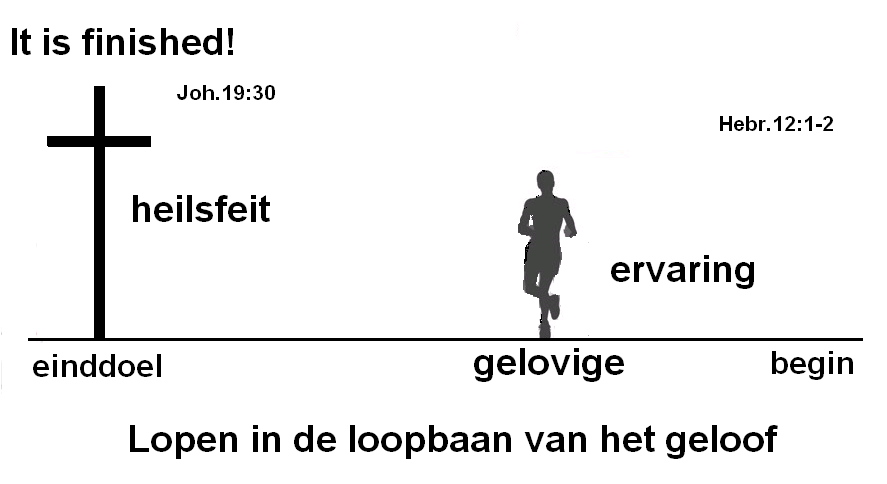 It is finished!
Joh.19:30
Hebr.12:1-2
heilsfeit
ervaring
einddoel
gelovige
begin
Lopen in de loopbaan van het geloof